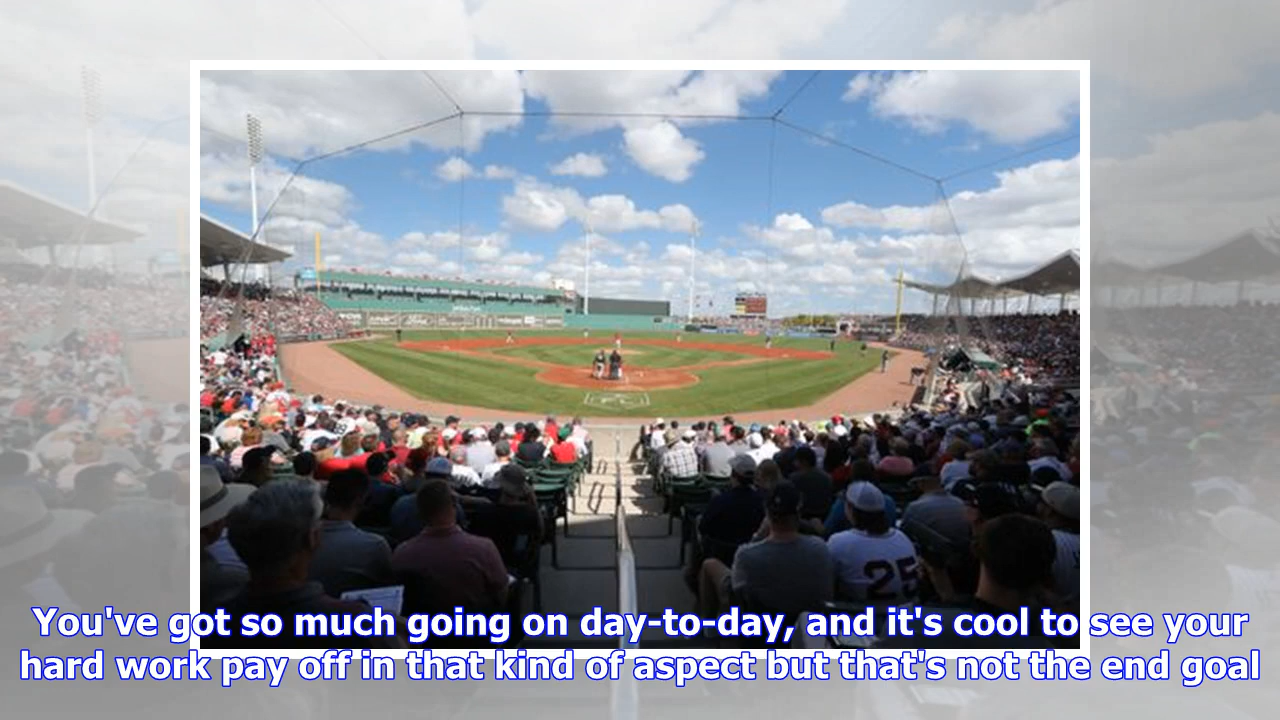 You've got so much going on day-to-day, and it's cool to see your
hard work pay off in that kind of aspect but that's not the end goal
25